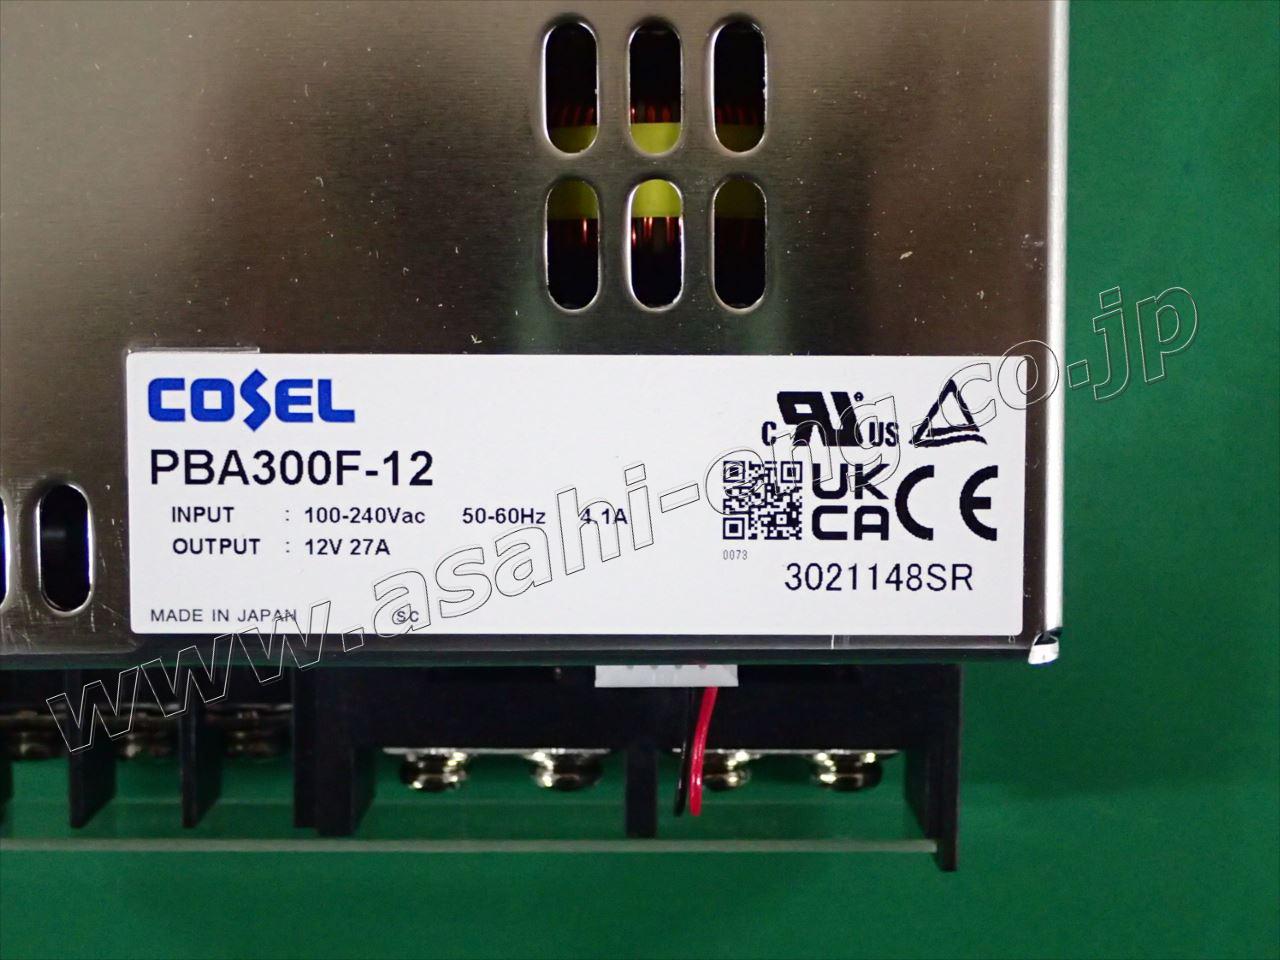 COSEL
PBA300F-12
INPUT : 100-240Vac 50-60Hz 4.1A
OUTPUT : 12V 27A
MADE IN JAPAN SC
C UR® US
UK
CA CE
0073
3021148SR
www.asahi-eng.co.jp